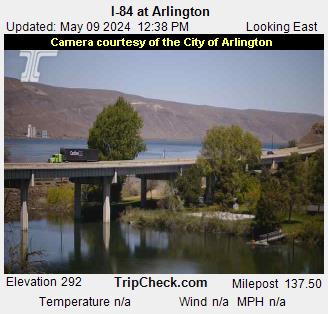 I-84 at Arlington
Updated: May 09 2024 12:38 PM Looking East
Camera courtesy of the City of Arlington
Elevation 292 TripCheck.com Milepost 137.50
Temperature n/a Wind n/a MPH n/a